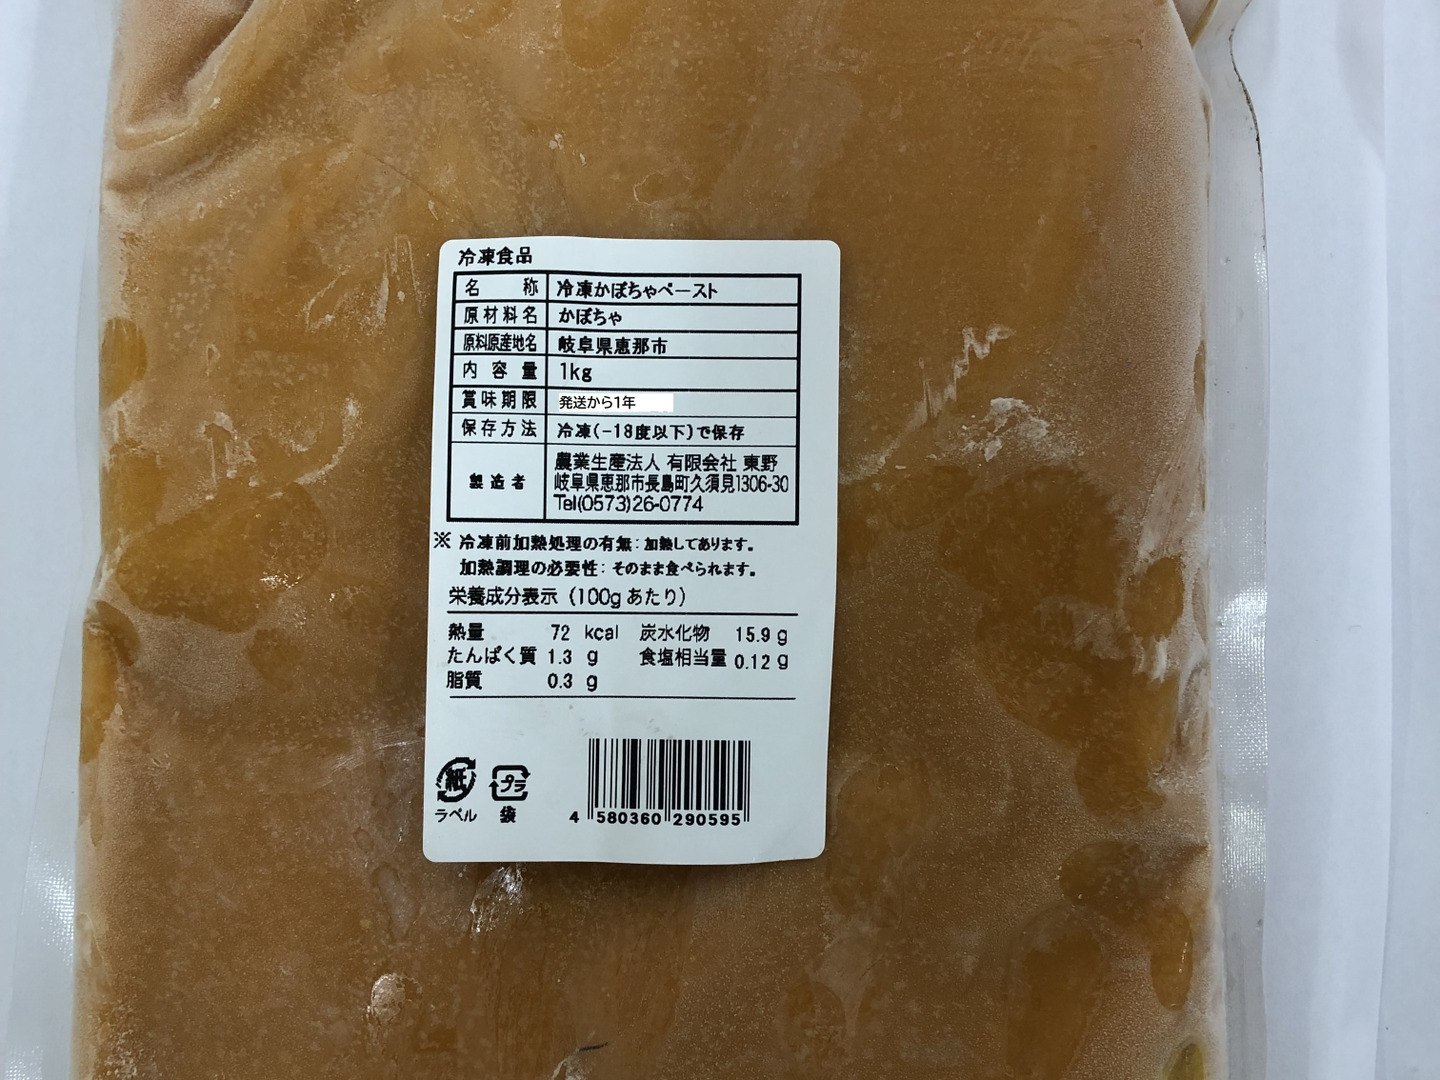 冷凍食品
名 称 冷凍かぼちゃペースト
原材料名 かぼちゃ
原料原産地名 岐阜県恵那市
内容量 1kg
賞味期限 発送から1年
保存方法 冷凍(-18度以下)で保存
製造者 農業生産法人 有限会社 東野
岐阜県恵那市長島町久須見1306-30
Tel(0573)26-0774
※ 冷凍前加熱処理の有無:加熱してあります。
加熱調理の必要性:そのまま食べられます。
栄養成分表示(100gあたり)
熱量 72 kcal 炭水化物 15.9 g
たんぱく質 1.3 g 食塩相当量 0.12 g
脂質 0.3 g
紙 プラ
ラベル 袋
4 580360 290595